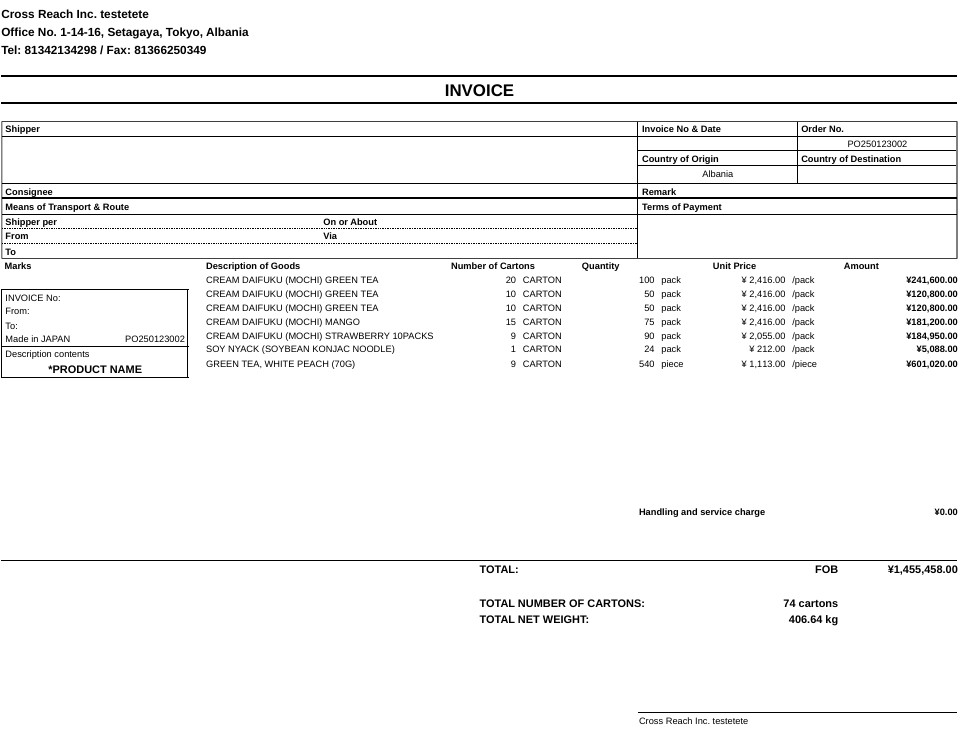 Cross Reach Inc. testetete
Office No. 1-14-16, Setagaya, Tokyo, Albania
Tel: 81342134298 / Fax: 81366250349
INVOICE
Shipper Invoice No & Date Order No.
PO250123002
Country of Origin Country of Destination
Albania
Consignee Remark
Means of Transport & Route Terms of Payment
Shipper per On or About
From Via
To
Marks Description of Goods Number of Cartons Quantity Unit Price Amount
CREAM DAIFUKU (MOCHI) GREEN TEA 20 CARTON 100 pack ¥ 2,416.00 /pack ¥241,600.00
CREAM DAIFUKU (MOCHI) GREEN TEA 10 CARTON 50 pack ¥ 2,416.00 /pack ¥120,800.00
CREAM DAIFUKU (MOCHI) GREEN TEA 10 CARTON 50 pack ¥ 2,416.00 /pack ¥120,800.00
CREAM DAIFUKU (MOCHI) MANGO 15 CARTON 75 pack ¥ 2,416.00 /pack ¥181,200.00
CREAM DAIFUKU (MOCHI) STRAWBERRY 10PACKS 9 CARTON 90 pack ¥ 2,055.00 /pack ¥184,950.00
SOY NYACK (SOYBEAN KONJAC NOODLE) 1 CARTON 24 pack ¥ 212.00 /pack ¥5,088.00
GREEN TEA, WHITE PEACH (70G) 9 CARTON 540 piece ¥ 1,113.00 /piece ¥601,020.00
INVOICE No:
From:
To:
Made in JAPAN PO250123002
Description contents
*PRODUCT NAME
Handling and service charge ¥0.00
TOTAL: FOB ¥1,455,458.00
TOTAL NUMBER OF CARTONS: 74 cartons
TOTAL NET WEIGHT: 406.64 kg
Cross Reach Inc. testetete